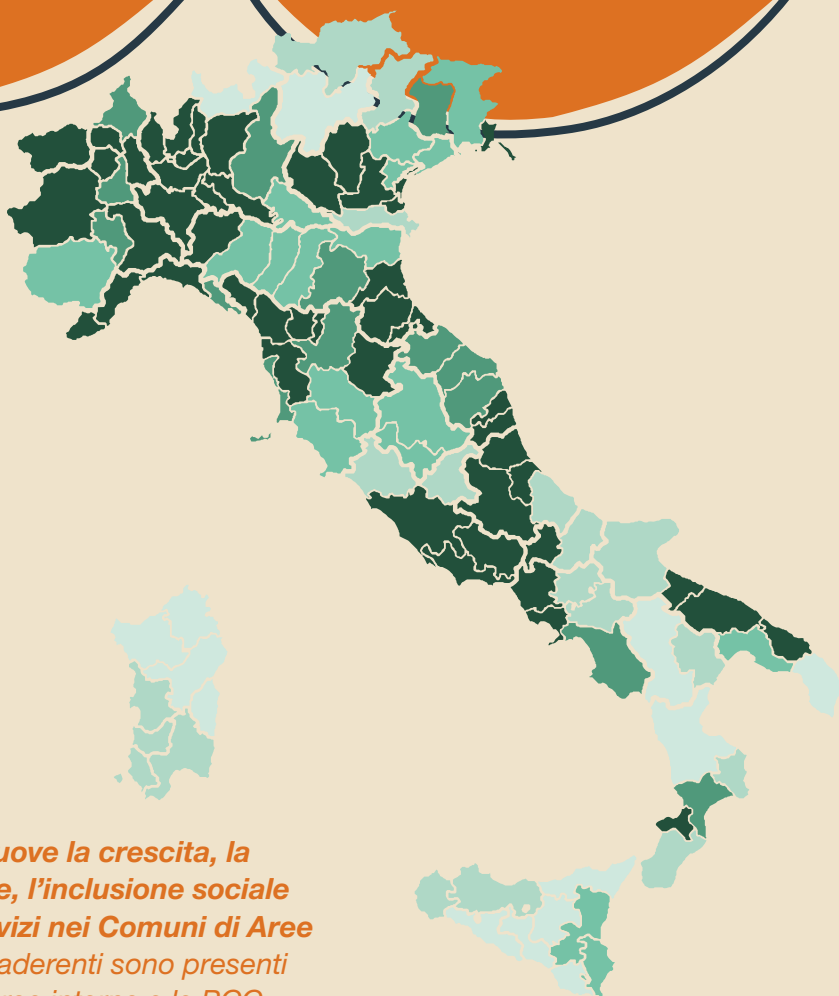 uove la crescita, la
e, l'inclusione sociale
vizi nei Comuni di Aree
aderenti sono presenti